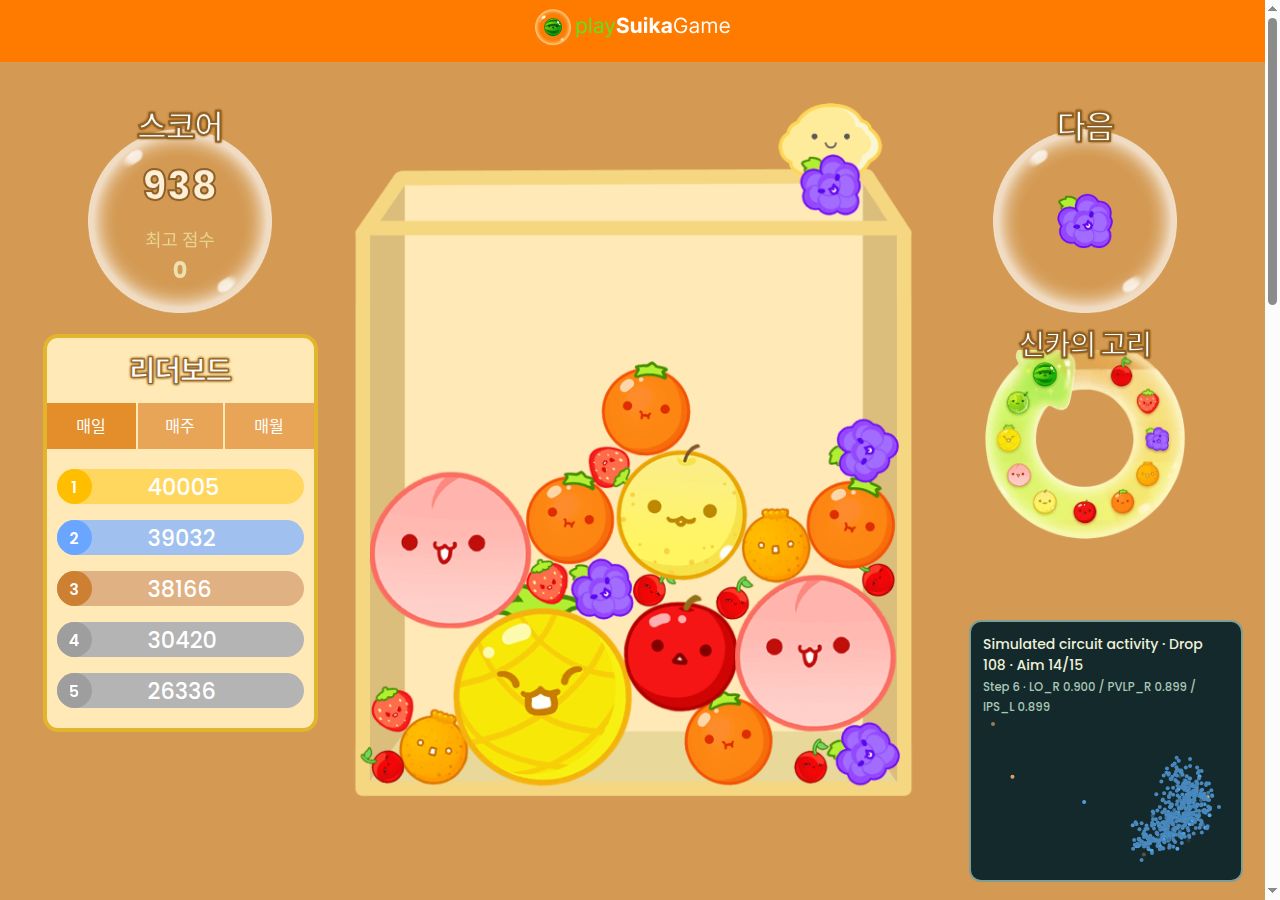 playSuikaGame
스코어
938
최고 점수
0
다음
리더보드
매일
매주
매월
1 40005
2 39032
3 38166
4 30420
5 26336
신카의 고리
Simulated circuit activity · Drop
108 · Aim 14/15
Step 6 · LO_R 0.900 / PVLP_R 0.899 /
IPS_L 0.899